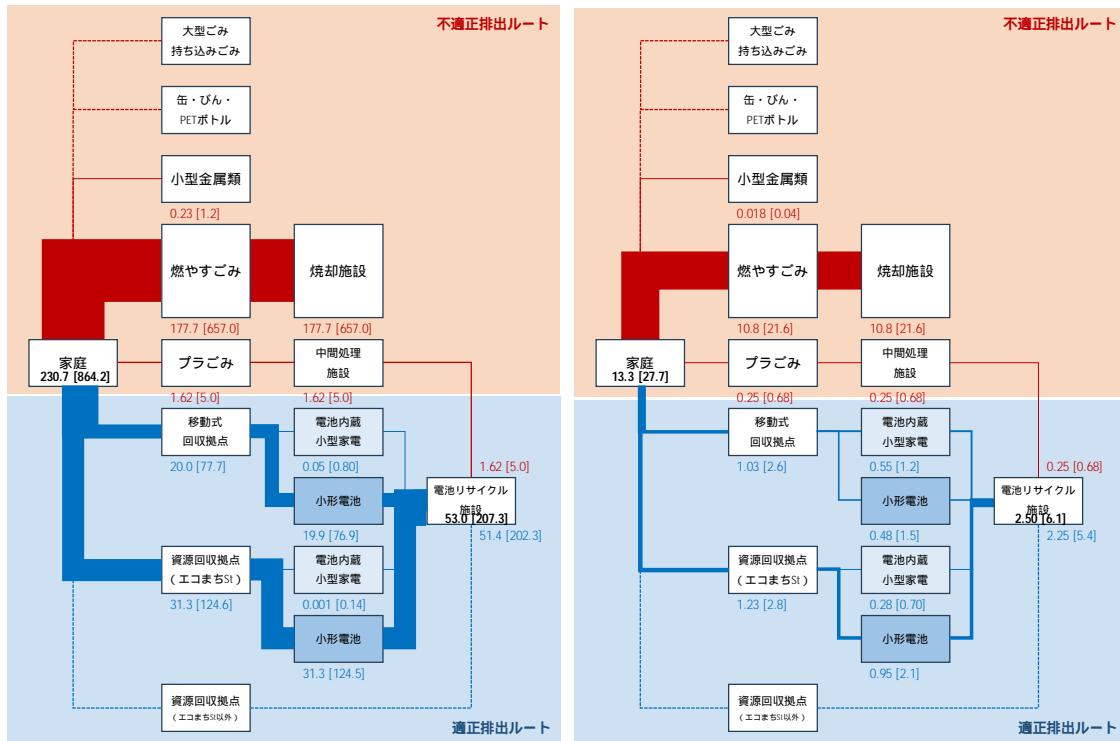 不適正排出ルート
大型ごみ
持ち込みごみ
缶・びん・
PETボトル
小型金属類
0.23 [1.2]
燃やすごみ
焼却施設
177.7 [657.0]
177.7 [657.0]
家庭
230.7 [864.2]
プラごみ
中間処理
施設
1.62 [5.0]
1.62 [5.0]
移動式
回収拠点
電池内蔵
小型家電
20.0 [77.7]
0.05 [0.80]
1.62 [5.0]
小形電池
電池リサイクル
施設
53.0 [207.3]
19.9 [76.9]
51.4 [202.3]
資源回収拠点
（エコまちSt）
電池内蔵
小型家電
31.3 [124.6]
0.001 [0.14]
小形電池
31.3 [124.5]
資源回収拠点
（エコまちSt以外）
適正排出ルート
不適正排出ルート
大型ごみ
持ち込みごみ
缶・びん・
PETボトル
小型金属類
0.018 [0.04]
燃やすごみ
焼却施設
10.8 [21.6]
10.8 [21.6]
家庭
13.3 [27.7]
プラごみ
中間処理
施設
0.25 [0.68]
0.25 [0.68]
移動式
回収拠点
電池内蔵
小型家電
1.03 [2.6]
0.55 [1.2]
0.25 [0.68]
小形電池
電池リサイクル
施設
2.50 [6.1]
0.48 [1.5]
2.25 [5.4]
資源回収拠点
（エコまちSt）
電池内蔵
小型家電
1.23 [2.8]
0.28 [0.70]
小形電池
0.95 [2.1]
資源回収拠点
（エコまちSt以外）
適正排出ルート